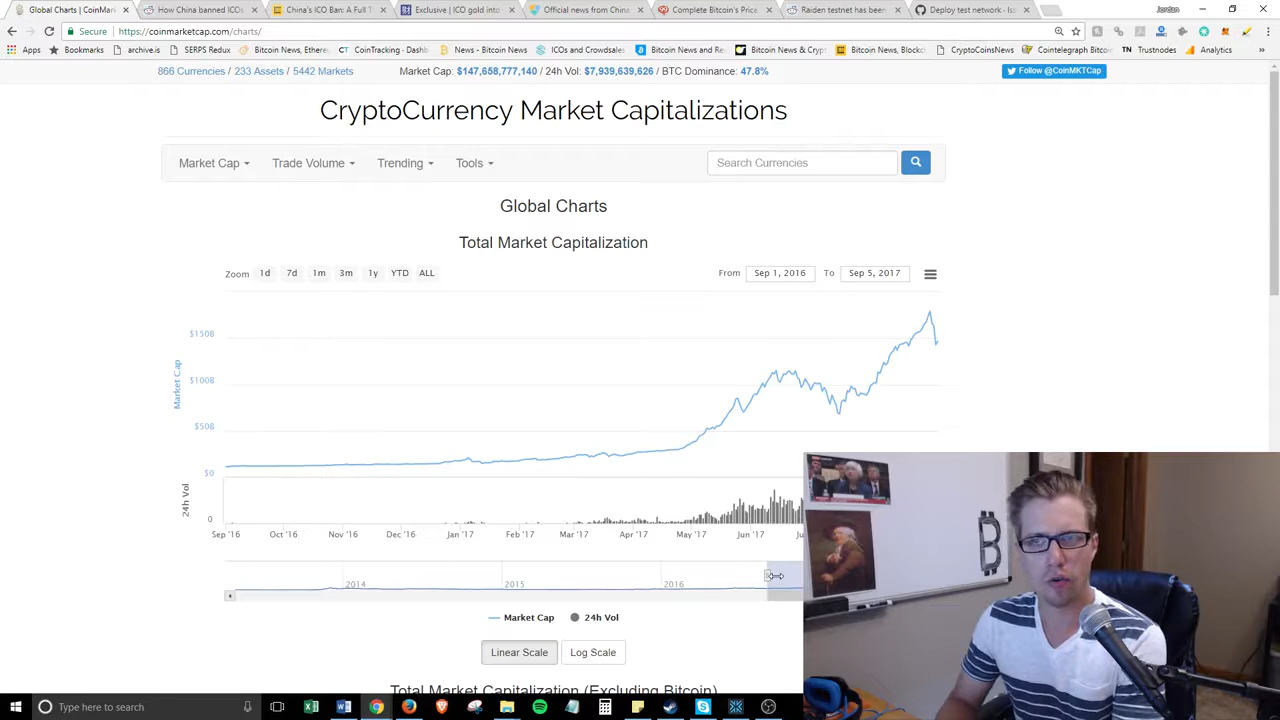 Global Charts | CoinMark
How China banned ICOs:
China's ICO Ban: A Full T
Exclusive | ICO gold into
Official news from China
Complete Bitcoin's Price
Raiden testnet has been
Deploy test network · Iss
Jordan
Secure | https://coinmarketcap.com/charts/
Apps
Bookmarks
archive.is
SERPS Redux
Bitcoin News, Ethere
CoinTracking · Dashb
News - Bitcoin News
ICOs and Crowdsales
Bitcoin News and Re
Bitcoin News & Cryp
Bitcoin News, Blockc
CryptoCoinsNews
Cointelegraph Bitcoi
TN Trustnodes
Analytics
866 Currencies / 233 Assets / 5442 Markets
Market Cap: $147,658,777,140 / 24h Vol: $7,939,639,626 / BTC Dominance: 47.8%
Follow @CoinMKTCap
CryptoCurrency Market Capitalizations
Market Cap
Trade Volume
Trending
Tools
Search Currencies
Global Charts
Total Market Capitalization
Zoom 1d 7d 1m 3m 1y YTD ALL
From Sep 1, 2016 To Sep 5, 2017
$150B
$100B
$50B
$0
Market Cap
24h Vol
0
Sep '16 Oct '16 Nov '16 Dec '16 Jan '17 Feb '17 Mar '17 Apr '17 May '17 Jun '17
2014 2015 2016
Market Cap 24h Vol
Linear Scale Log Scale
Total Market Capitalization (Excluding Bitcoin)
Type here to search